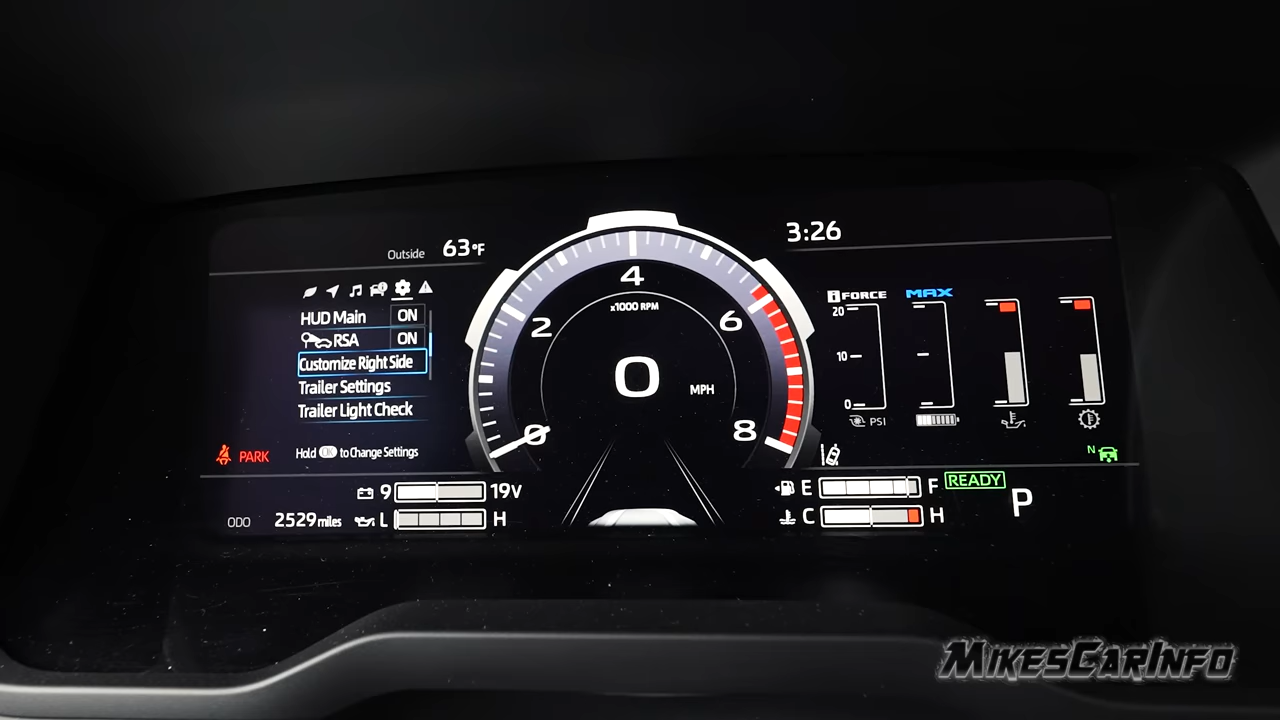 Outside 63°F
3:26
HUD Main ON
RSA ON
Customize Right Side
Trailer Settings
Trailer Light Check
Hold OK to Change Settings
PARK
9 19V
ODO 2529 miles
L H
0
2
4
6
8
x1000 RPM
0 MPH
i FORCE MAX
20
10
0
PSI
N
E F
READY
C H
P
MIKESCARINFO